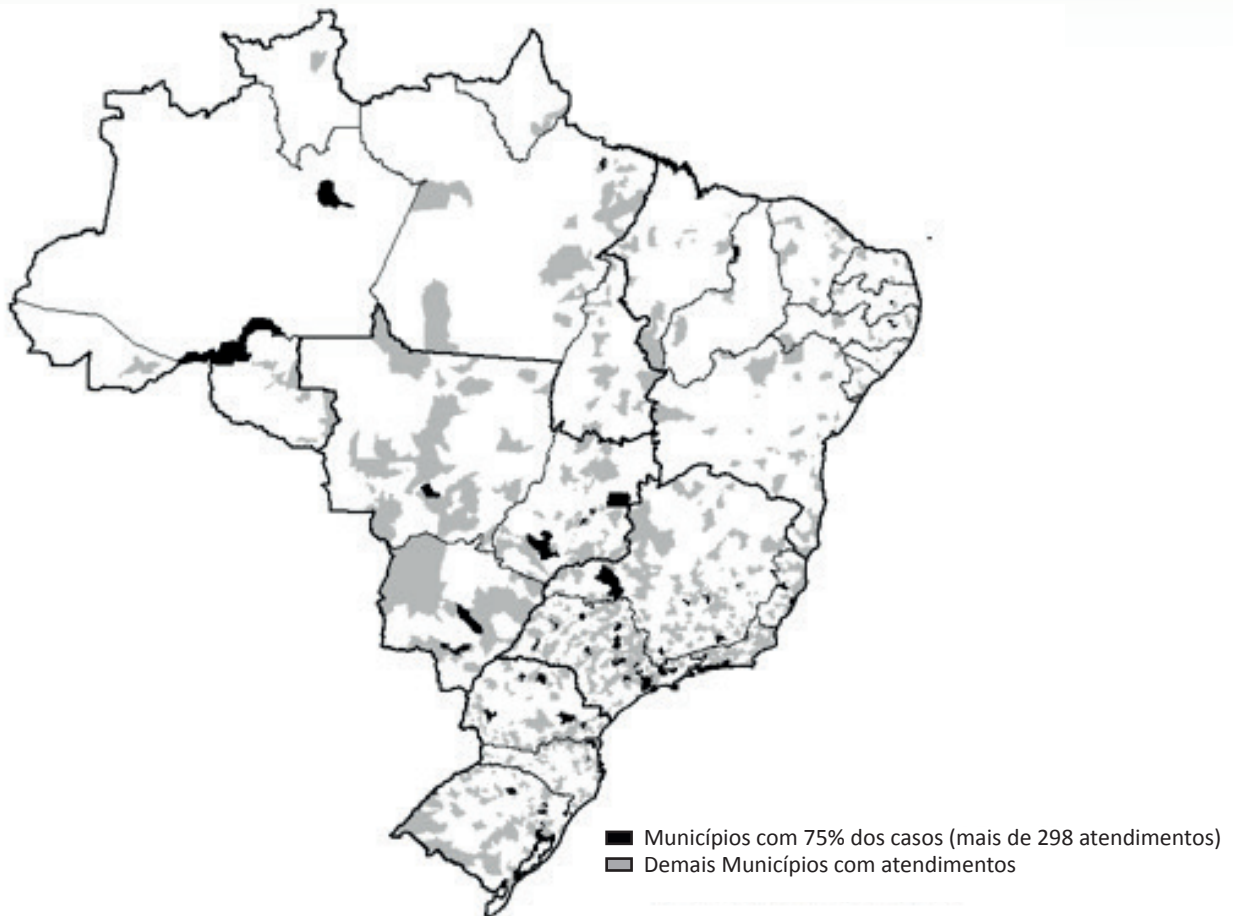 Municípios com 75% dos casos (mais de 298 atendimentos)
Demais Municípios com atendimentos